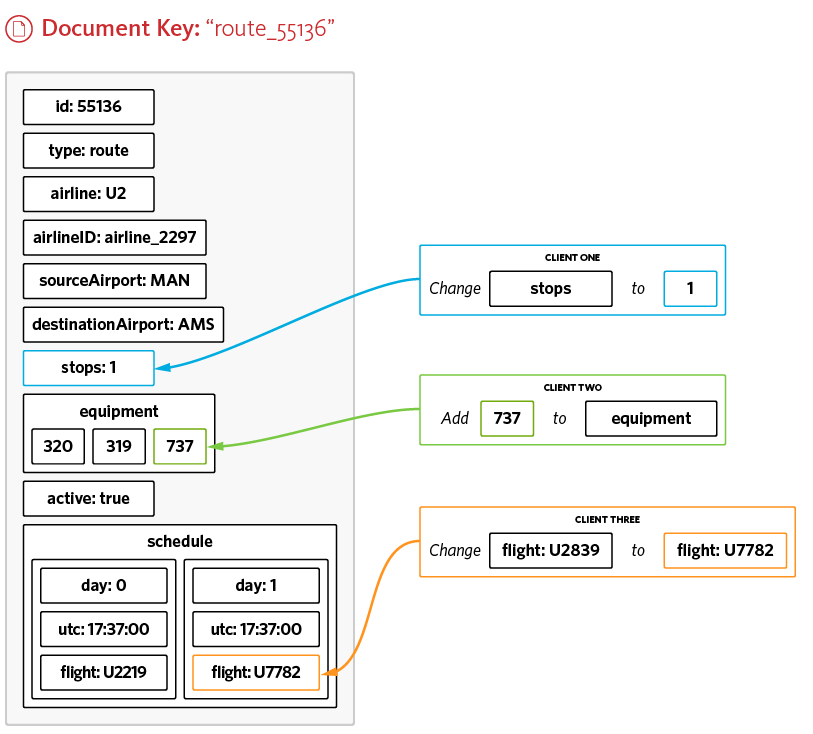 Document Key: “route_55136”
id: 55136
type: route
airline: U2
airlineID: airline_2297
sourceAirport: MAN
destinationAirport: AMS
stops: 1
equipment
320 319 737
active: true
schedule
day: 0 day: 1
utc: 17:37:00 utc: 17:37:00
flight: U2219 flight: U7782
CLIENT ONE
Change stops to 1
CLIENT TWO
Add 737 to equipment
CLIENT THREE
Change flight: U2839 to flight: U7782